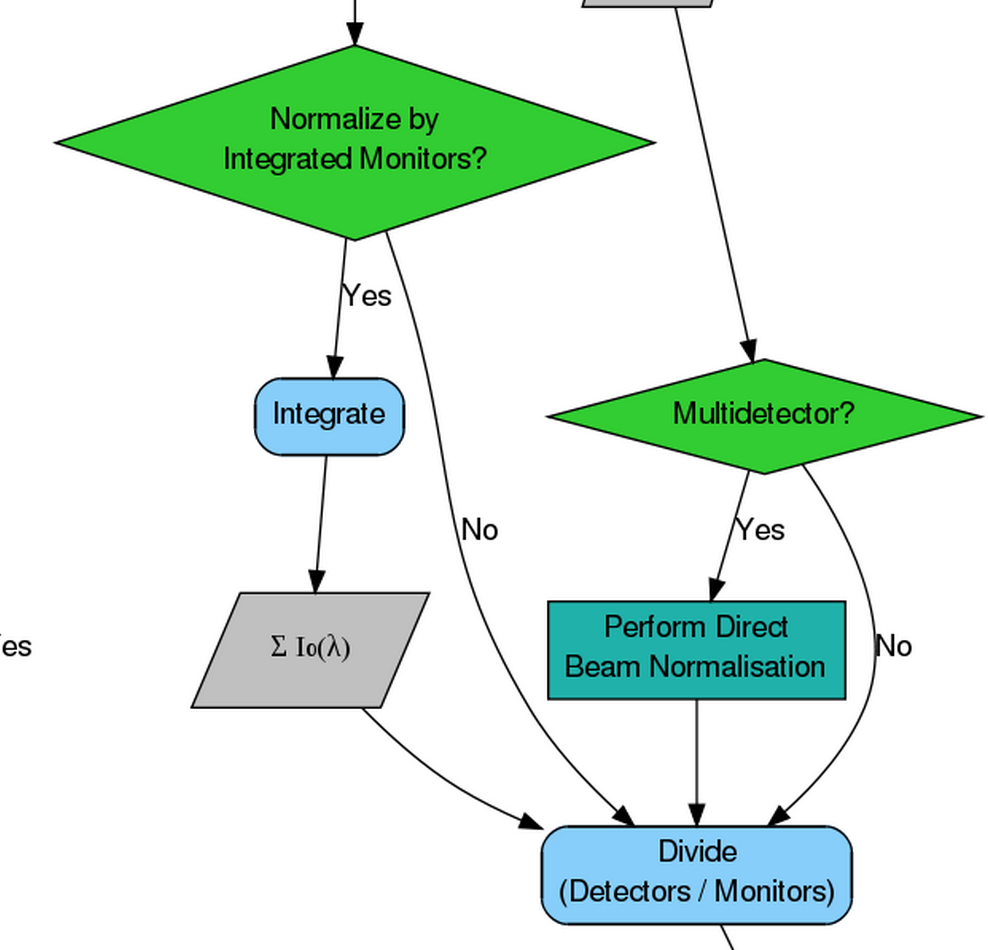 Normalize by
Integrated Monitors?
Yes
Integrate
Multidetector?
No
Yes
Perform Direct
Beam Normalisation
Σ I₀(λ)
No
Divide
(Detectors / Monitors)